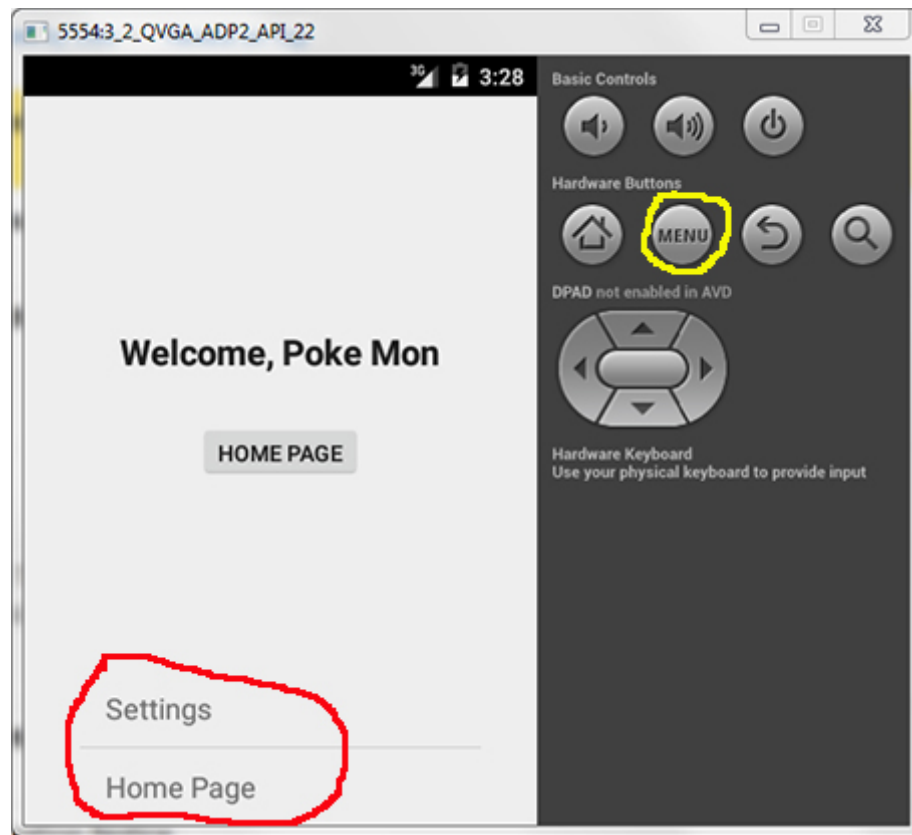 5554:3_2_QVGA_ADP2_API_22
3G 3:28
Welcome, Poke Mon
HOME PAGE
Settings
Home Page
Basic Controls
Hardware Buttons
MENU
DPAD not enabled in AVD
Hardware Keyboard
Use your physical keyboard to provide input